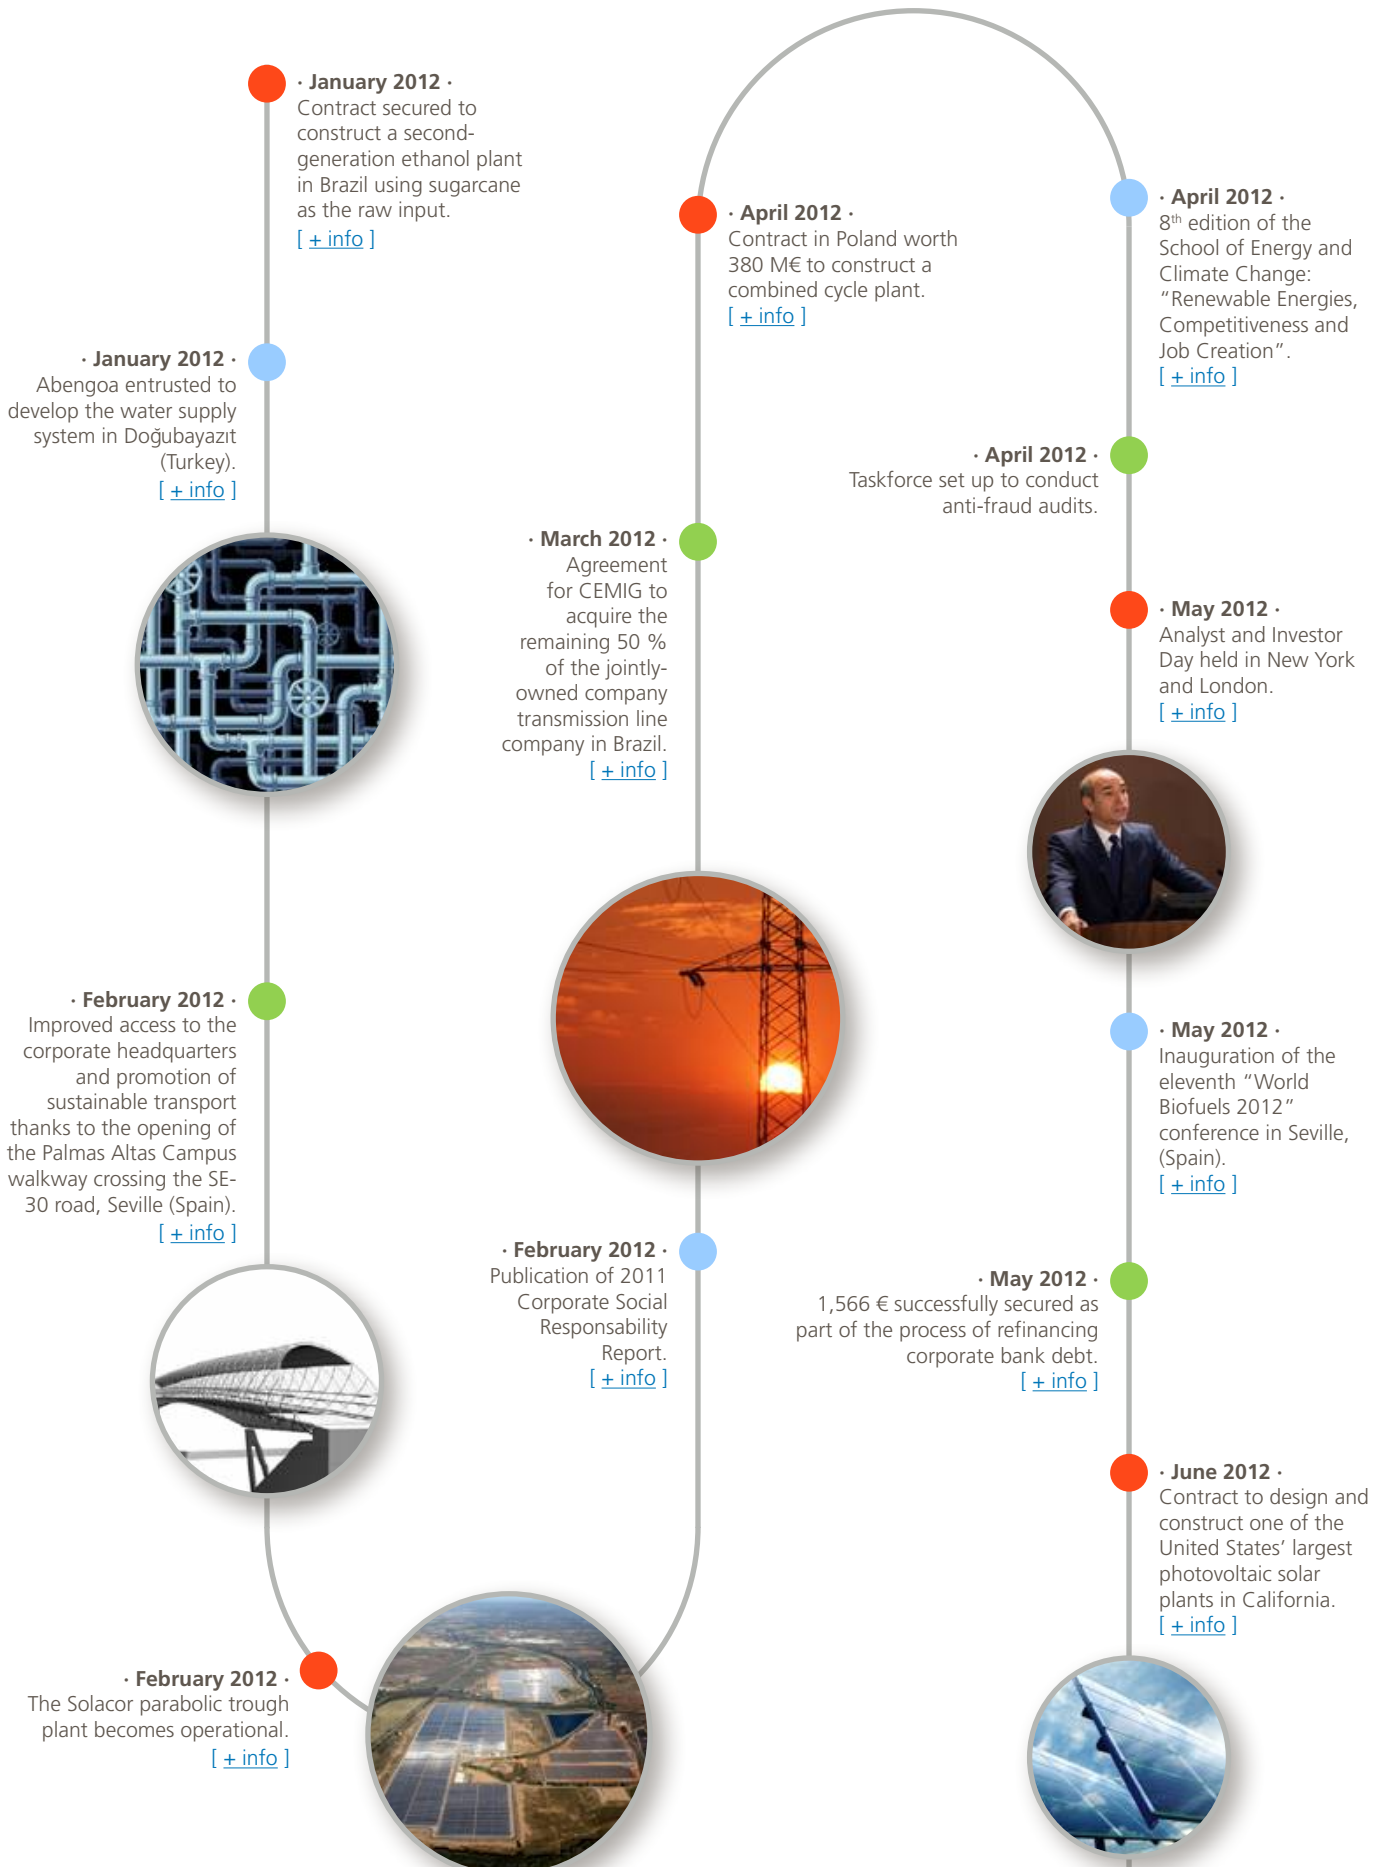 · January 2012 ·
Contract secured to
construct a second-
generation ethanol plant
in Brazil using sugarcane
as the raw input.
[ + info ]
· January 2012 ·
Abengoa entrusted to
develop the water supply
system in Doğubayazıt
(Turkey).
[ + info ]
· February 2012 ·
Improved access to the
corporate headquarters
and promotion of
sustainable transport
thanks to the opening of
the Palmas Altas Campus
walkway crossing the SE-
30 road, Seville (Spain).
[ + info ]
· February 2012 ·
The Solacor parabolic trough
plant becomes operational.
[ + info ]
· February 2012 ·
Publication of 2011
Corporate Social
Responsability
Report.
[ + info ]
· March 2012 ·
Agreement
for CEMIG to
acquire the
remaining 50 %
of the jointly-
owned company
transmission line
company in Brazil.
[ + info ]
· April 2012 ·
Contract in Poland worth
380 M€ to construct a
combined cycle plant.
[ + info ]
· April 2012 ·
8th edition of the
School of Energy and
Climate Change:
“Renewable Energies,
Competitiveness and
Job Creation”.
[ + info ]
· April 2012 ·
Taskforce set up to conduct
anti-fraud audits.
· May 2012 ·
Analyst and Investor
Day held in New York
and London.
[ + info ]
· May 2012 ·
Inauguration of the
eleventh “World
Biofuels 2012”
conference in Seville,
(Spain).
[ + info ]
· May 2012 ·
1,566 € successfully secured as
part of the process of refinancing
corporate bank debt.
[ + info ]
· June 2012 ·
Contract to design and
construct one of the
United States’ largest
photovoltaic solar
plants in California.
[ + info ]